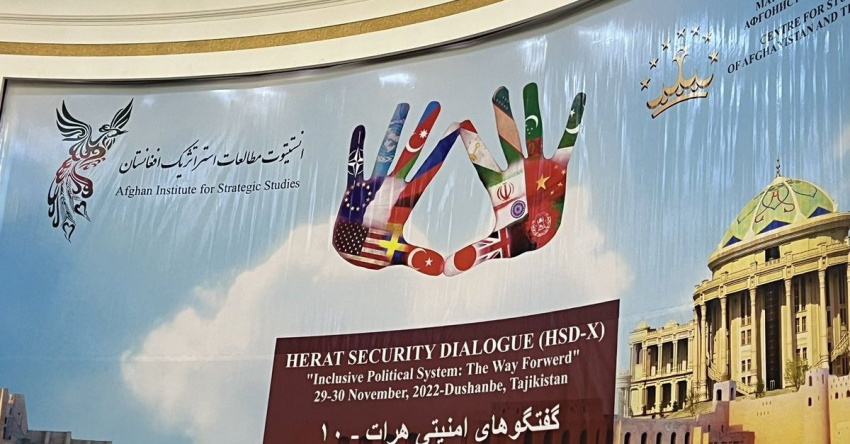 انستیتوت مطالعات استراتژیک افغانستان
Afghan Institute for Strategic Studies
CENTRE FOR
OF AFGHANISTAN AND
HERAT SECURITY DIALOGUE (HSD-X)
"Inclusive Political System: The Way Forwerd"
29-30 November, 2022-Dushanbe, Tajikistan
گفتگوهای امنیتی هرات - ۱۰